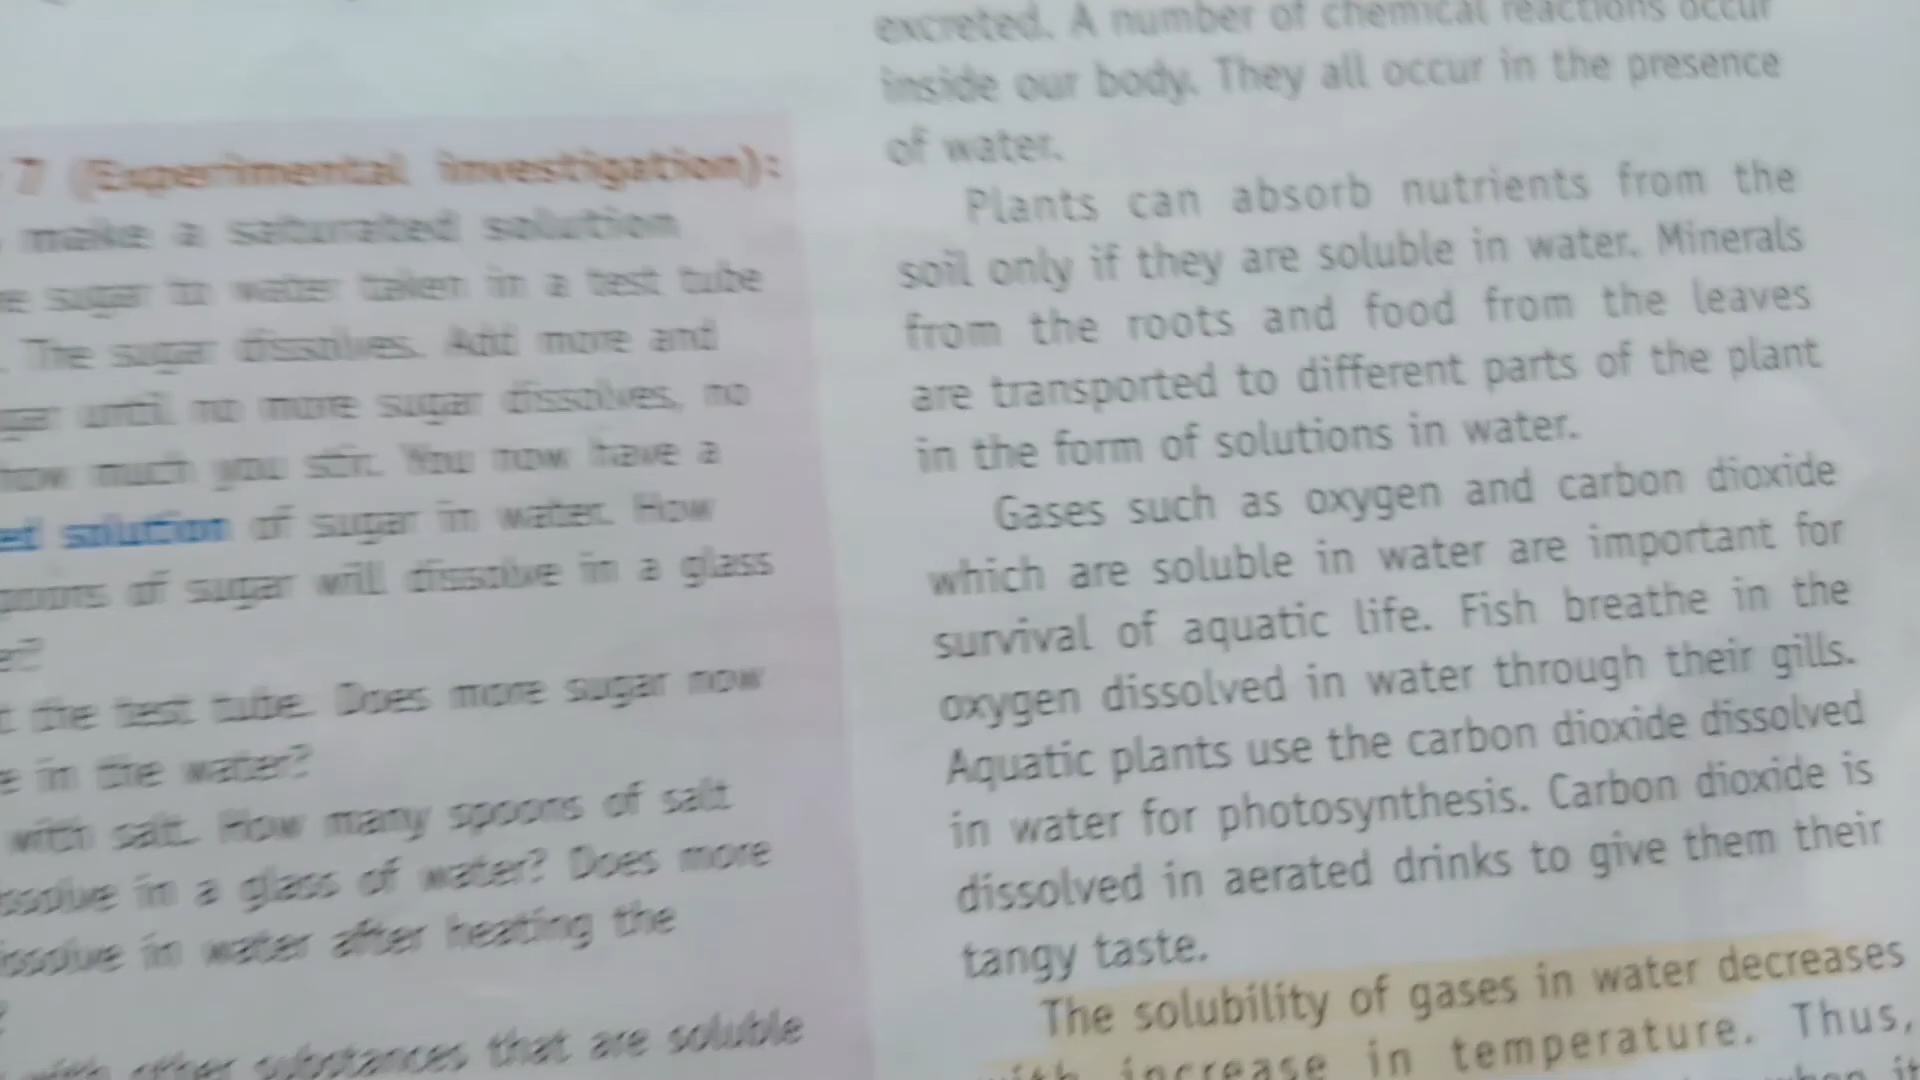 7 (Experimental investigation):
make a saturated solution
sugar to water taken in a test tube
The sugar dissolves. Add more and
until no more sugar dissolves, no
how much you stir. You now have a
solution of sugar in water. How
of sugar will dissolve in a glass
the test tube. Does more sugar now
in the water?
with salt. How many spoons of salt
in a glass of water? Does more
in water after heating the
other substances that are soluble
excreted. A number of chemical reactions occur
inside our body. They all occur in the presence
of water.
Plants can absorb nutrients from the
soil only if they are soluble in water. Minerals
from the roots and food from the leaves
are transported to different parts of the plant
in the form of solutions in water.
Gases such as oxygen and carbon dioxide
which are soluble in water are important for
survival of aquatic life. Fish breathe in the
oxygen dissolved in water through their gills.
Aquatic plants use the carbon dioxide dissolved
in water for photosynthesis. Carbon dioxide is
dissolved in aerated drinks to give them their
tangy taste.
The solubility of gases in water decreases
with increase in temperature. Thus,
when it